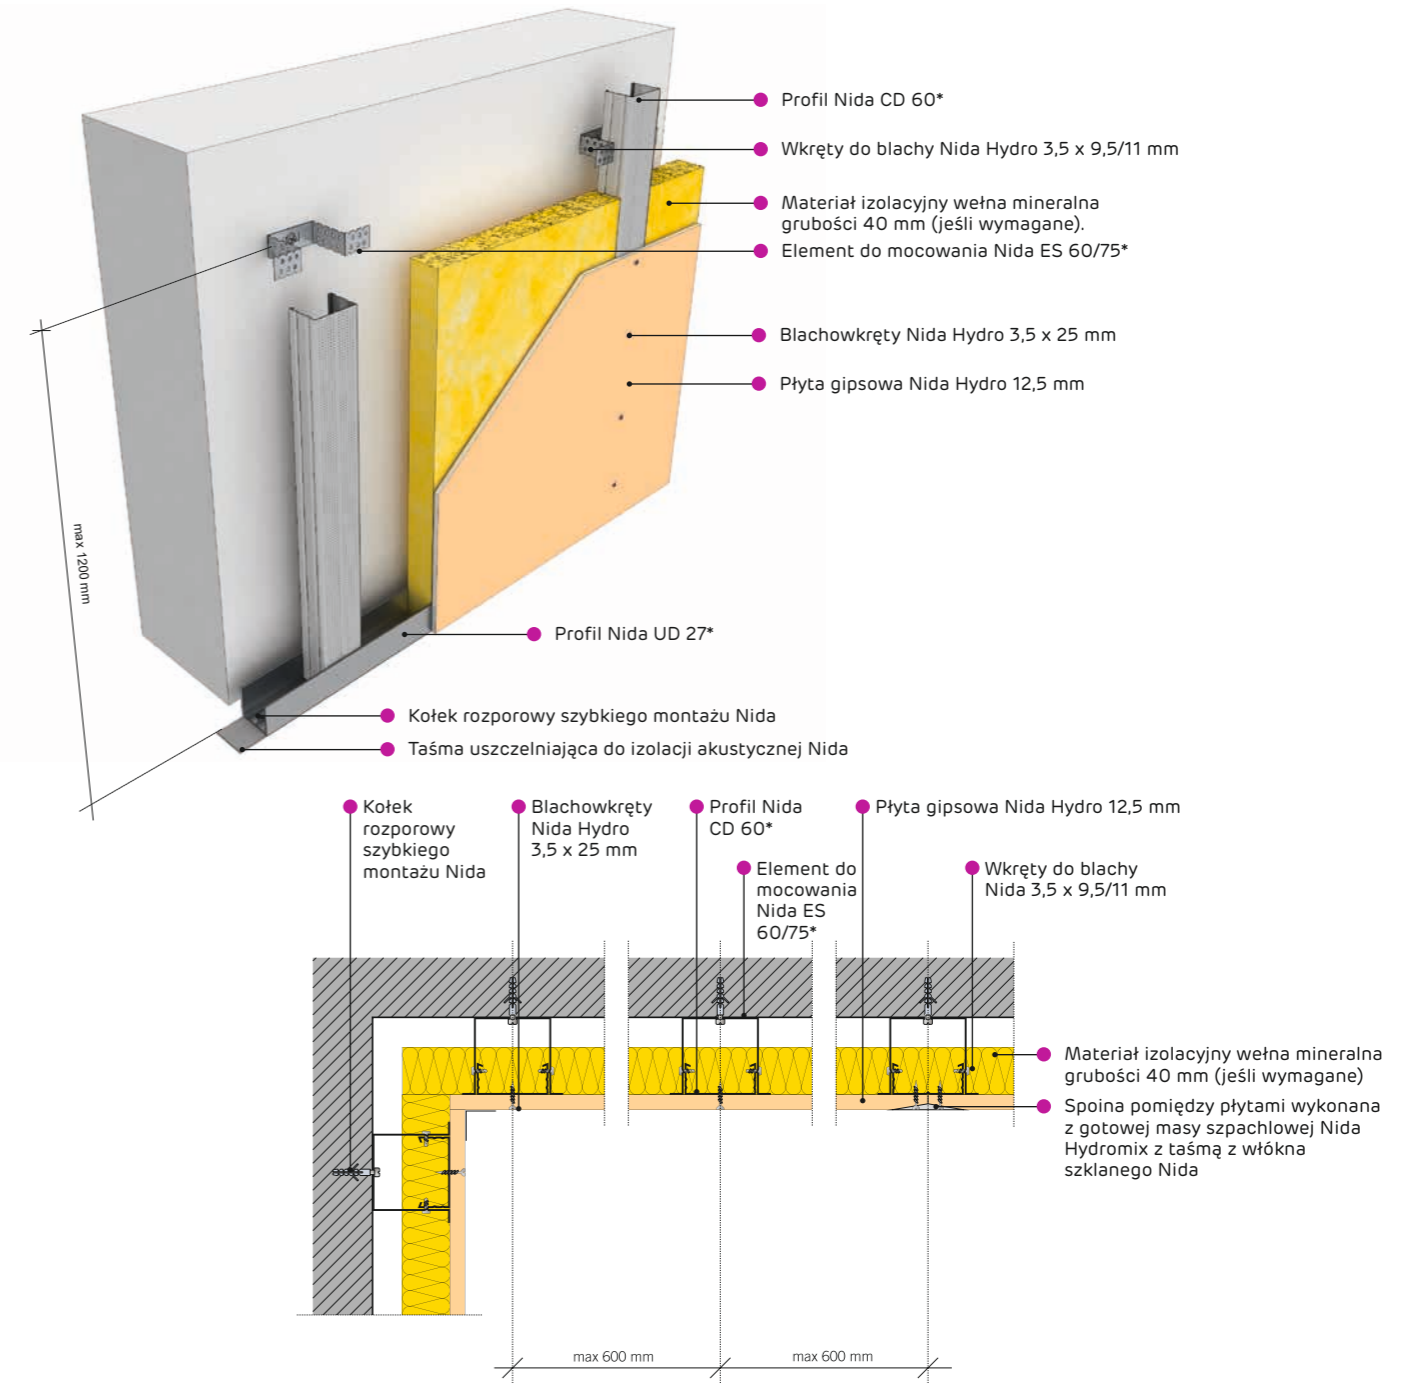 Profil Nida CD 60*
Wkręty do blachy Nida Hydro 3,5 x 9,5/11 mm
Materiał izolacyjny wełna mineralna
grubości 40 mm (jeśli wymagane).
Element do mocowania Nida ES 60/75*
Blachowkręty Nida Hydro 3,5 x 25 mm
Płyta gipsowa Nida Hydro 12,5 mm
max 1200 mm
Profil Nida UD 27*
Kołek rozporowy szybkiego montażu Nida
Taśma uszczelniająca do izolacji akustycznej Nida
Kołek
rozporowy
szybkiego
montażu Nida
Blachowkręty
Nida Hydro
3,5 x 25 mm
Profil Nida
CD 60*
Element do
mocowania
Nida ES
60/75*
Płyta gipsowa Nida Hydro 12,5 mm
Wkręty do blachy
Nida 3,5 x 9,5/11 mm
Materiał izolacyjny wełna mineralna
grubości 40 mm (jeśli wymagane)
Spoina pomiędzy płytami wykonana
z gotowej masy szpachlowej Nida
Hydromix z taśmą z włókna
szklanego Nida
max 600 mm
max 600 mm